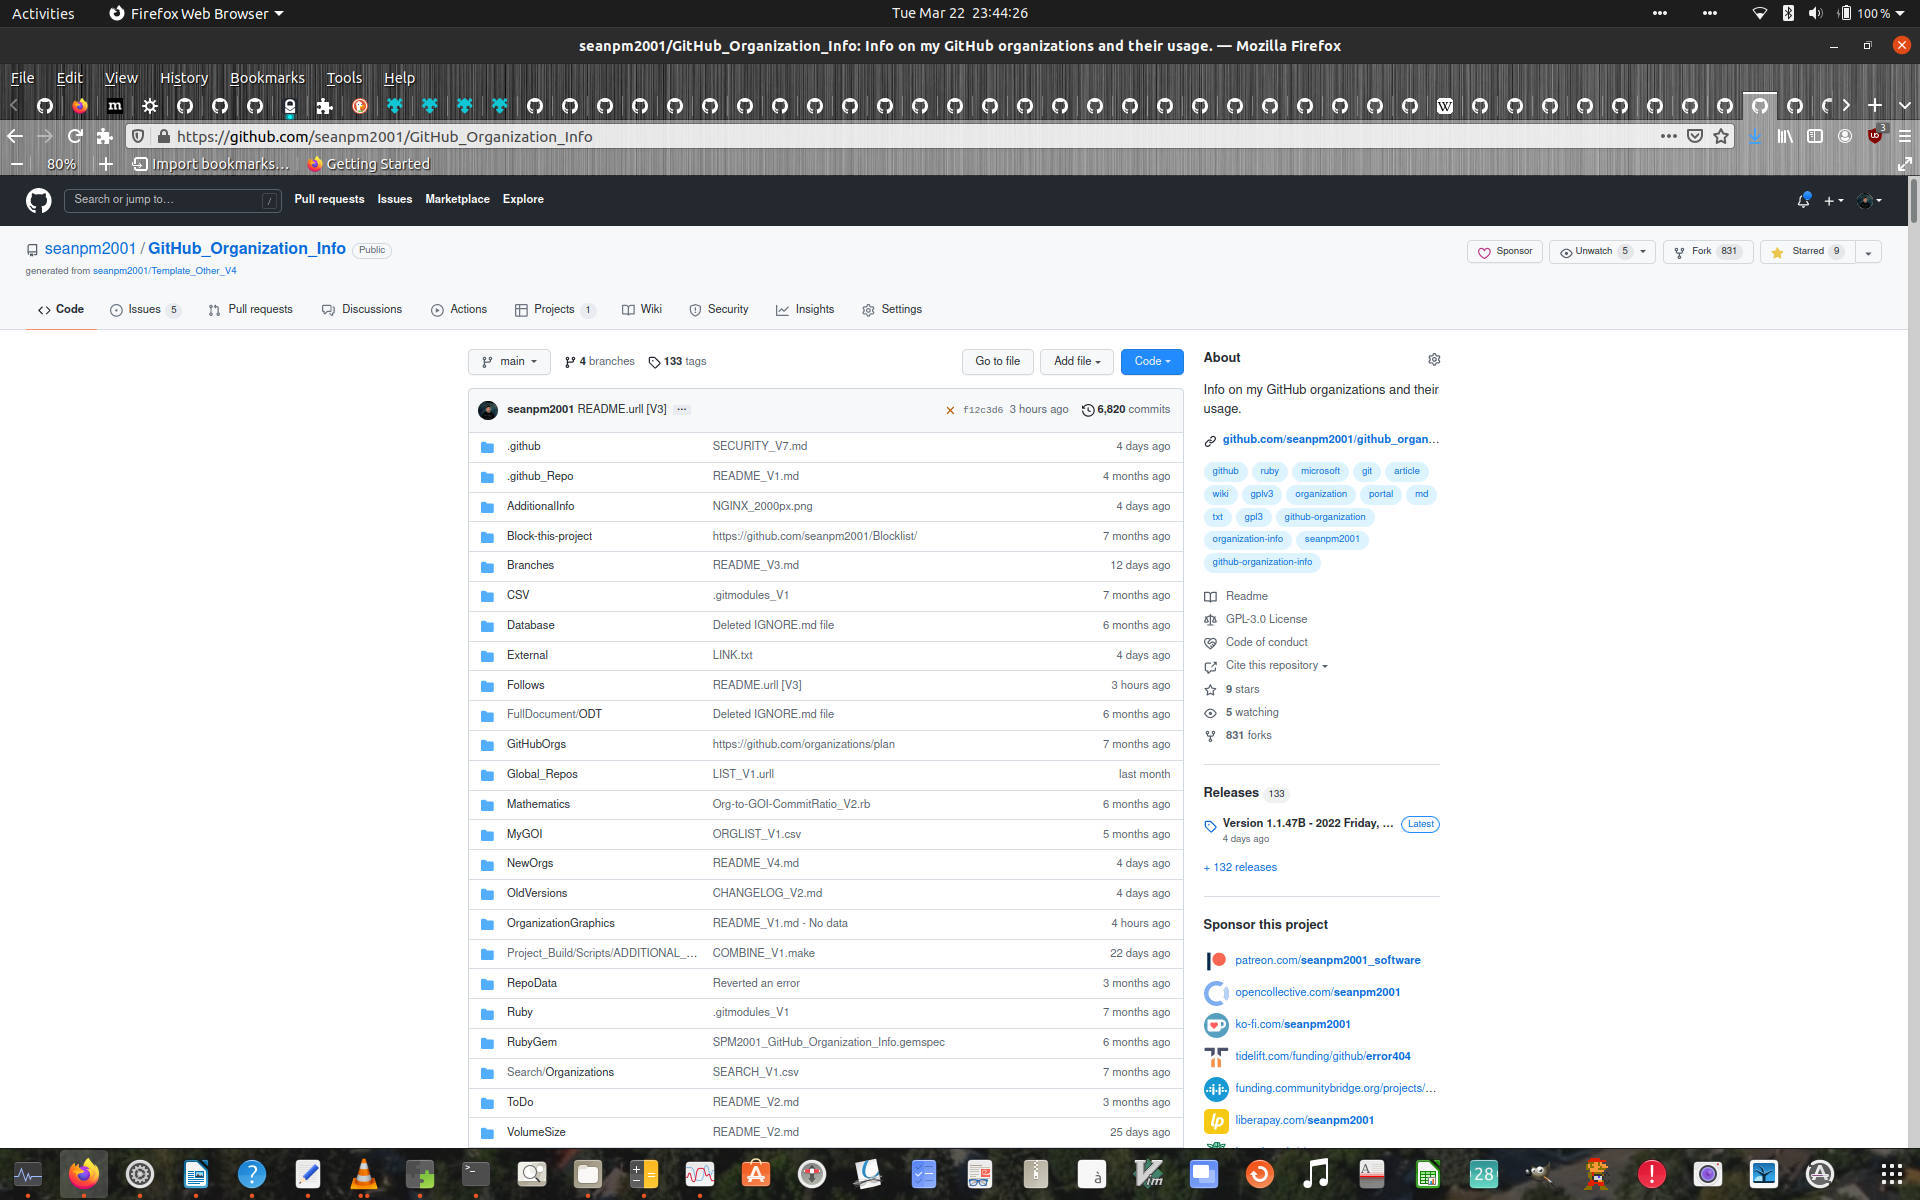 Activities Firefox Web Browser Tue Mar 22 23:44:26 100 %
seanpm2001/GitHub_Organization_Info: Info on my GitHub organizations and their usage. — Mozilla Firefox
File Edit View History Bookmarks Tools Help
https://github.com/seanpm2001/GitHub_Organization_Info 3
80% Import bookmarks... Getting Started
Search or jump to... / Pull requests Issues Marketplace Explore
seanpm2001 / GitHub_Organization_Info Public Sponsor Unwatch 5 Fork 831 Starred 9
generated from seanpm2001/Template_Other_V4
Code Issues 5 Pull requests Discussions Actions Projects 1 Wiki Security Insights Settings
main 4 branches 133 tags Go to file Add file Code
seanpm2001 README.urll [V3] ... f12c3d6 3 hours ago 6,820 commits
.github SECURITY_V7.md 4 days ago
.github_Repo README_V1.md 4 months ago
AdditionalInfo NGINX_2000px.png 4 days ago
Block-this-project https://github.com/seanpm2001/Blocklist/ 7 months ago
Branches README_V3.md 12 days ago
CSV .gitmodules_V1 7 months ago
Database Deleted IGNORE.md file 6 months ago
External LINK.txt 4 days ago
Follows README.urll [V3] 3 hours ago
FullDocument/ODT Deleted IGNORE.md file 6 months ago
GitHubOrgs https://github.com/organizations/plan 7 months ago
Global_Repos LIST_V1.urll last month
Mathematics Org-to-GOI-CommitRatio_V2.rb 6 months ago
MyGOI ORGLIST_V1.csv 5 months ago
NewOrgs README_V4.md 4 days ago
OldVersions CHANGELOG_V2.md 4 days ago
OrganizationGraphics README_V1.md - No data 4 hours ago
Project_Build/Scripts/ADDITIONAL_... COMBINE_V1.make 22 days ago
RepoData Reverted an error 3 months ago
Ruby .gitmodules_V1 7 months ago
RubyGem SPM2001_GitHub_Organization_Info.gemspec 6 months ago
Search/Organizations SEARCH_V1.csv 7 months ago
ToDo README_V2.md 3 months ago
VolumeSize README_V2.md 25 days ago
About
Info on my GitHub organizations and their
usage.
github.com/seanpm2001/github_organ...
github ruby microsoft git article
wiki gplv3 organization portal md
txt gpl3 github-organization
organization-info seanpm2001
github-organization-info
Readme
GPL-3.0 License
Code of conduct
Cite this repository
9 stars
5 watching
831 forks
Releases 133
Version 1.1.47B - 2022 Friday, ... Latest
4 days ago
+ 132 releases
Sponsor this project
patreon.com/seanpm2001_software
opencollective.com/seanpm2001
ko-fi.com/seanpm2001
tidelift.com/funding/github/error404
funding.communitybridge.org/projects/...
liberapay.com/seanpm2001
28